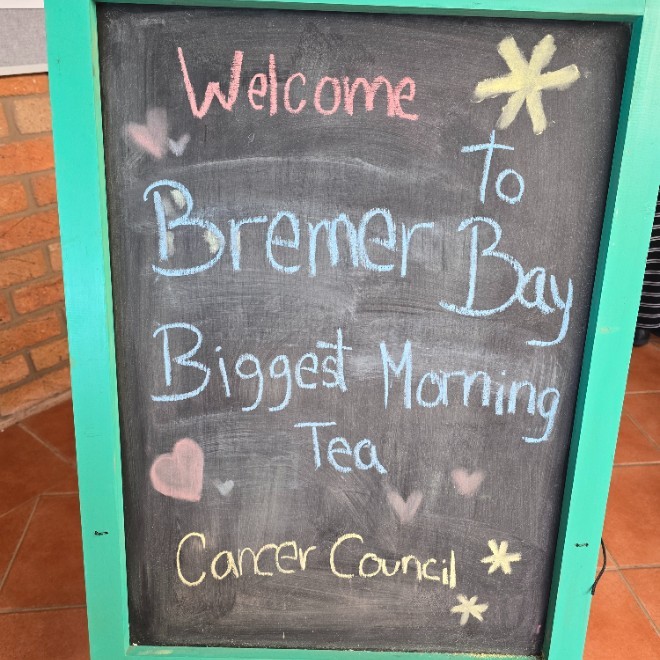 Welcome
To
Bremer Bay
Biggest Morning
Tea
Cancer Council